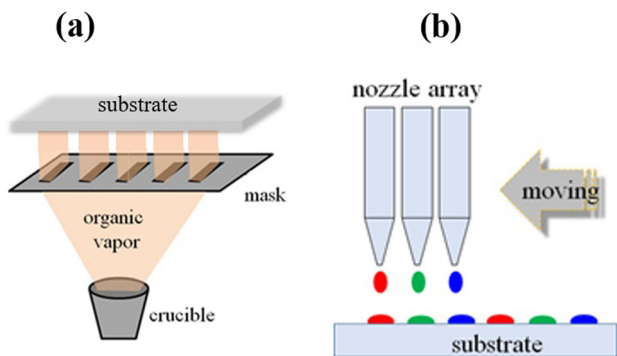 (a)
substrate
mask
organic
vapor
crucible
(b)
nozzle array
moving
substrate